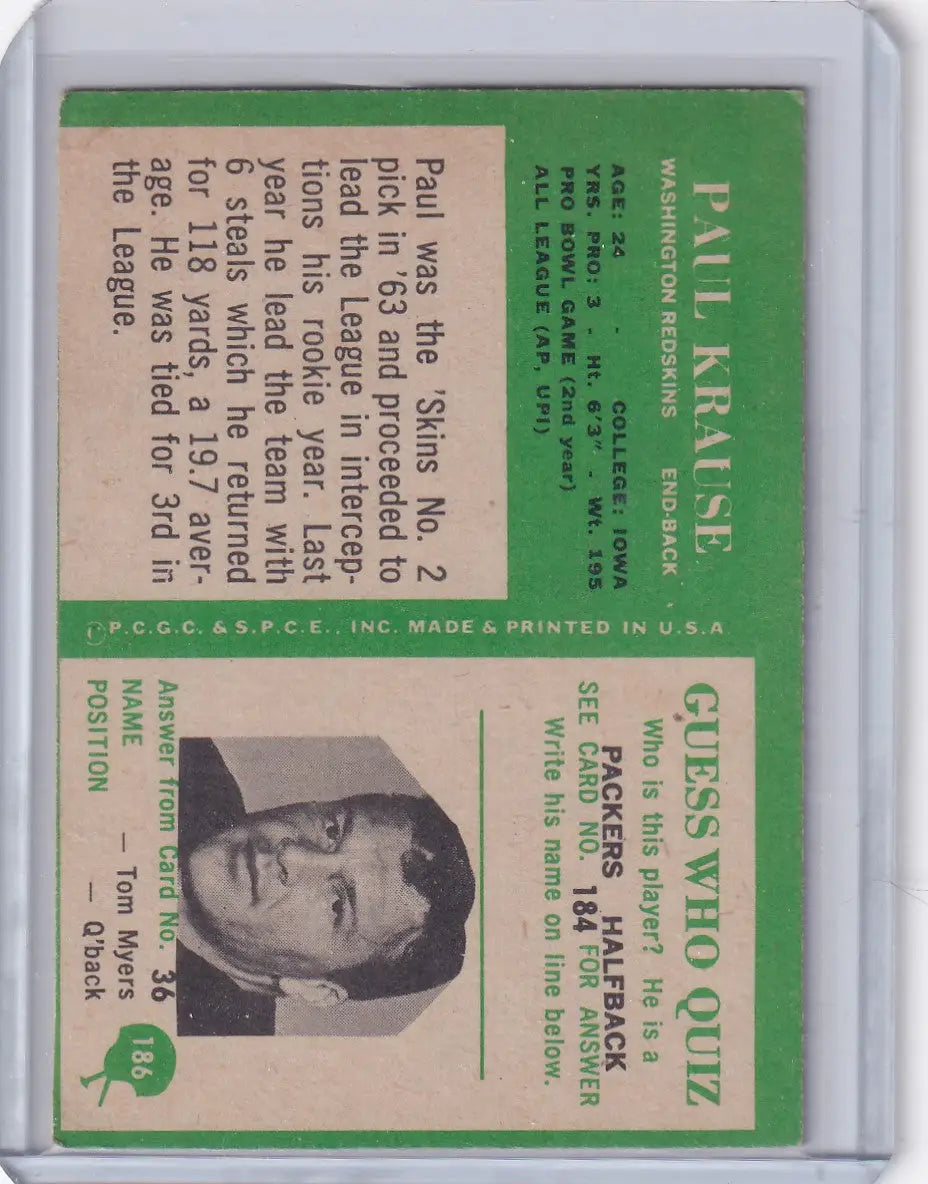 PAUL KRAUSE
WASHINGTON REDSKINS END-BACK
AGE: 24 - COLLEGE: IOWA
YRS. PRO: 3 - Ht. 6'3" - Wt. 195
PRO BOWL GAME (2nd year)
ALL LEAGUE (AP, UPI)
Paul was the 'Skins No. 2
pick in '63 and proceeded to
lead the League in intercep-
tions his rookie year. Last
year he lead the team with
6 steals which he returned
for 118 yards, a 19.7 aver-
age. He was tied for 3rd in
the League.
© P.C.G.C. & S.P.C.E., INC. MADE & PRINTED IN U.S.A
GUESS WHO QUIZ
Who is this player? He is a
PACKERS HALFBACK
SEE CARD NO. 184 FOR ANSWER
Write his name on line below.
Answer from Card No. 36
NAME — Tom Myers
POSITION — Q'back
186